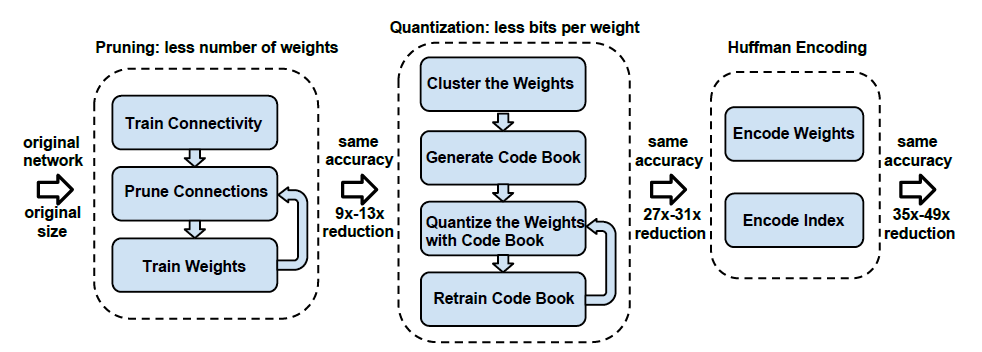 Pruning: less number of weights
Quantization: less bits per weight
Huffman Encoding
original
network
original
size
Train Connectivity
Prune Connections
Train Weights
same
accuracy
9x-13x
reduction
Cluster the Weights
Generate Code Book
Quantize the Weights
with Code Book
Retrain Code Book
same
accuracy
27x-31x
reduction
Encode Weights
Encode Index
same
accuracy
35x-49x
reduction